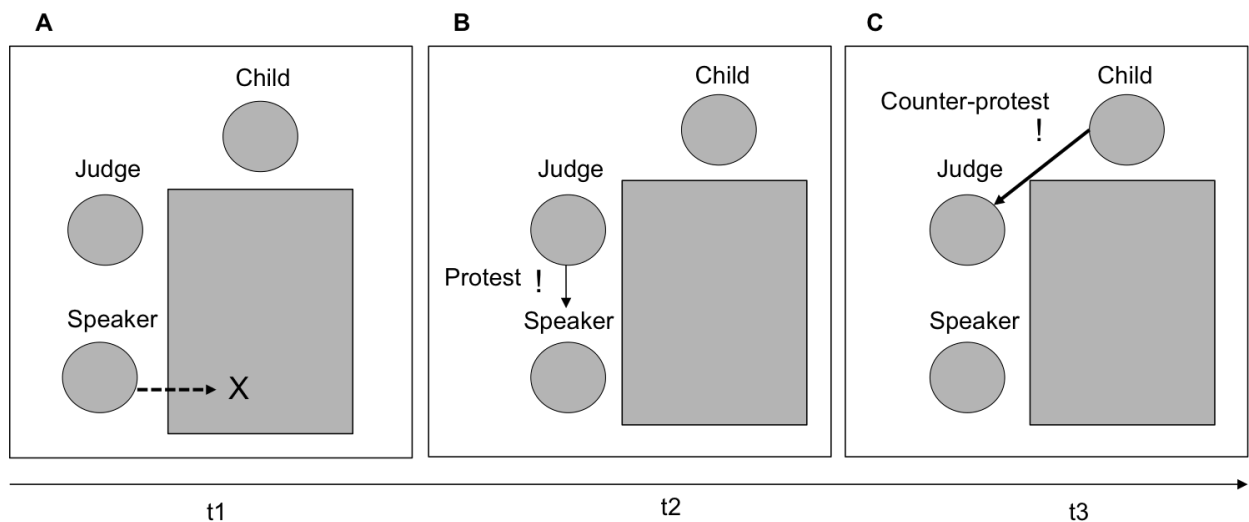 A
Child
Judge
Speaker
X
B
Child
Judge
Protest !
Speaker
C
Child
Counter-protest
!
Judge
Speaker
t1
t2
t3